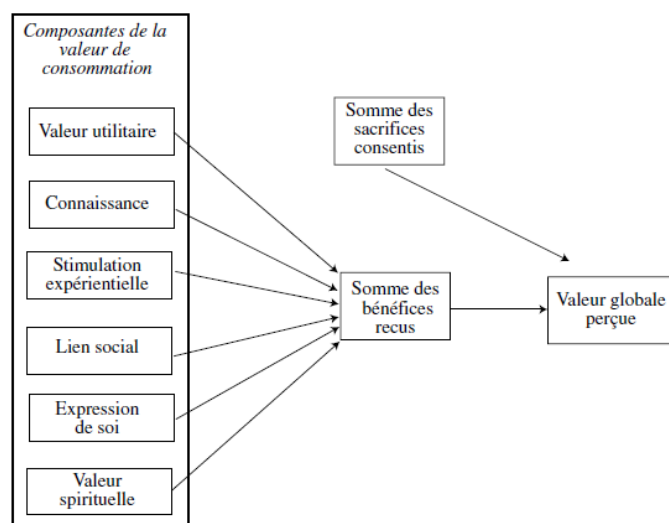 Composantes de la
valeur de
consommation
Valeur utilitaire
Connaissance
Stimulation
expérientielle
Lien social
Expression
de soi
Valeur
spirituelle
Somme des
sacrifices
consentis
Somme des
bénéfices
recus
Valeur globale
perçue